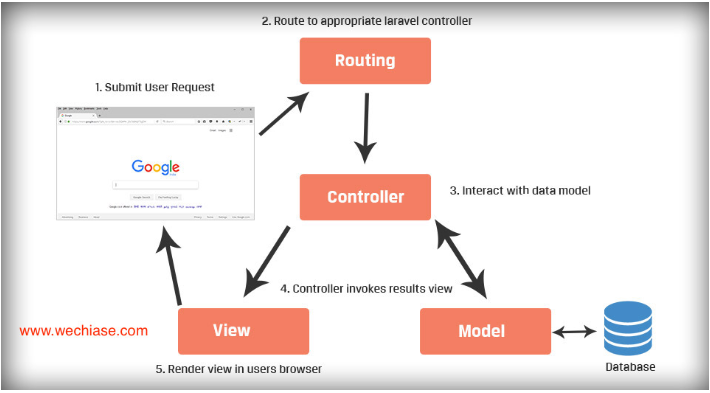 2. Route to appropriate laravel controller
Routing
1. Submit User Request
Google
Controller
3. Interact with data model
4. Controller invokes results view
www.wechiase.com
View
Model
5. Render view in users browser
Database